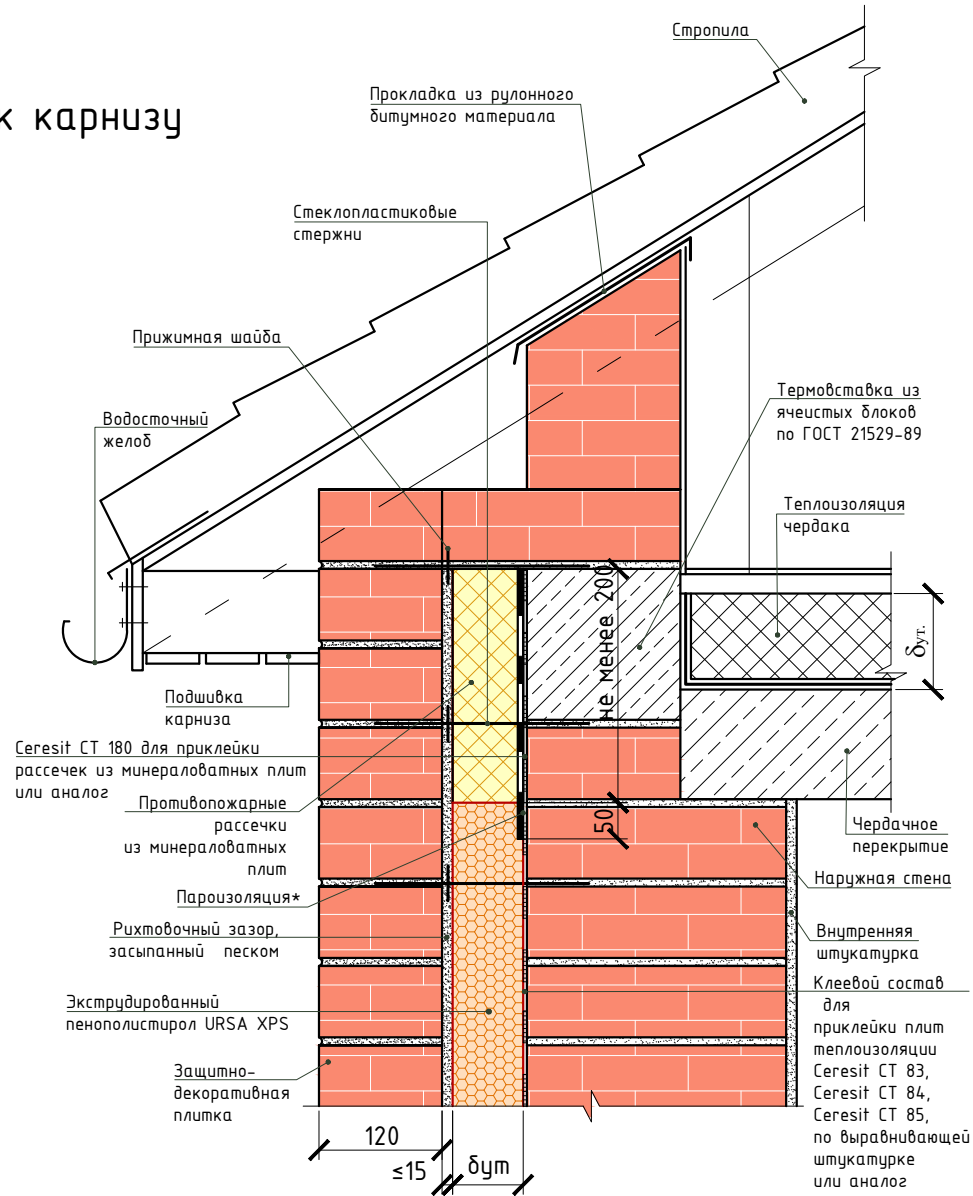 к карнизу
Стропила
Прокладка из рулонного
битумного материала
Стеклопластиковые
стержни
Прижимная шайба
Водосточный
желоб
Термовставка из
ячеистых блоков
по ГОСТ 21529-89
Теплоизоляция
чердака
не менее 200
δут.
Подшивка
карниза
Ceresit CT 180 для приклейки
рассечек из минераловатных плит
или аналог
Противопожарные
рассечки
из минераловатных
плит
50
Чердачное
перекрытие
Наружная стена
Пароизоляция*
Рихтовочный зазор,
засыпанный песком
Внутренняя
штукатурка
Экструдированный
пенополистирол URSA XPS
Клеевой состав
для
приклейки плит
теплоизоляции
Ceresit CT 83,
Ceresit CT 84,
Ceresit CT 85,
по выравнивающей
штукатурке
или аналог
Защитно-
декоративная
плитка
120
≤15
δут